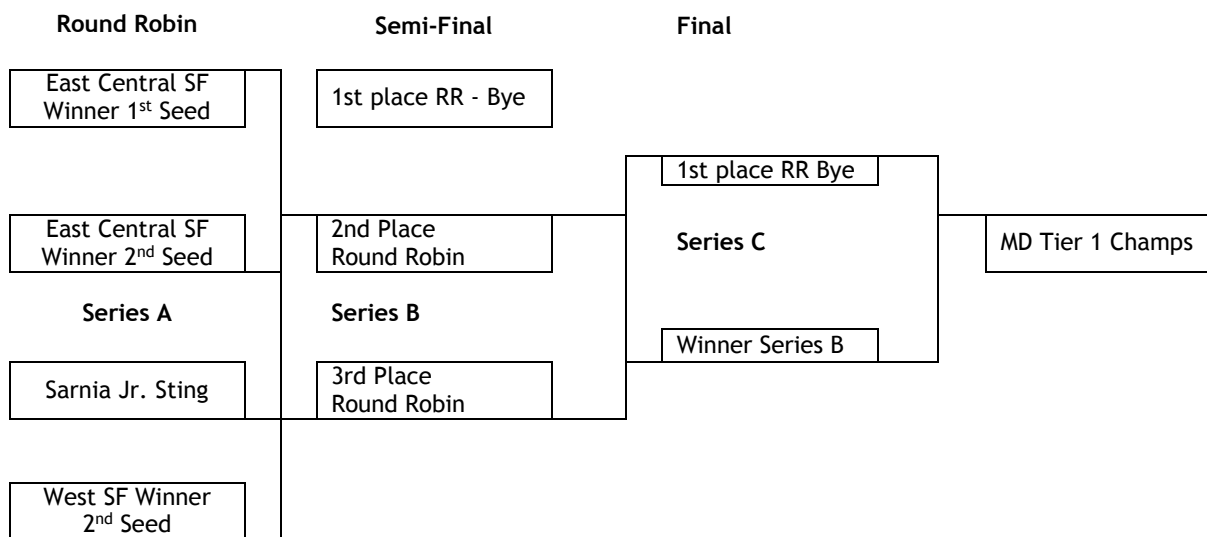 Round Robin
Semi-Final
Final
East Central SF
Winner 1st Seed
1st place RR - Bye
1st place RR Bye
East Central SF
Winner 2nd Seed
2nd Place
Round Robin
Series C
MD Tier 1 Champs
Series A
Series B
Winner Series B
Sarnia Jr. Sting
3rd Place
Round Robin
West SF Winner
2nd Seed